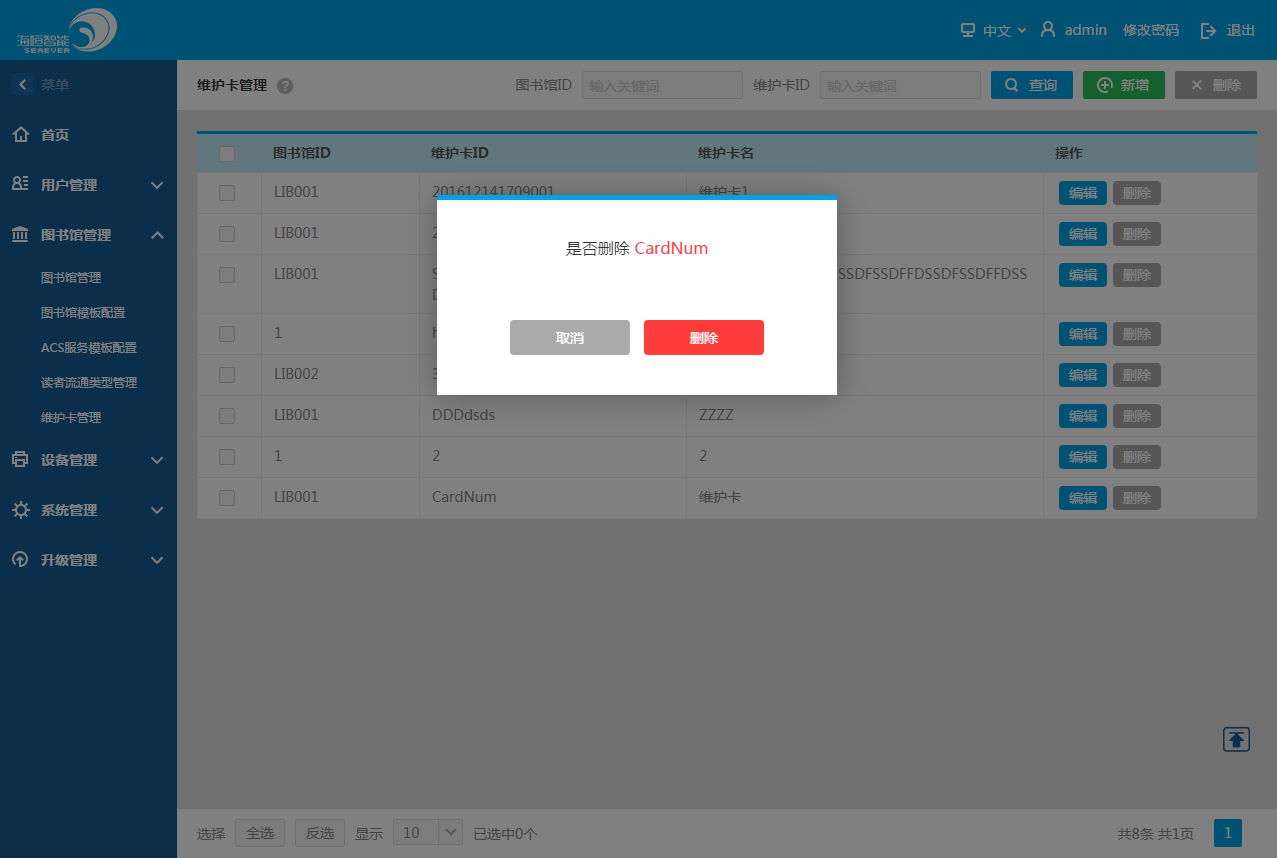 海恒智能
SEAEVER
中文 admin 修改密码 退出
菜单
首页
用户管理
图书馆管理
图书馆管理
图书馆模板配置
ACS服务模板配置
读者流通类型管理
维护卡管理
设备管理
系统管理
升级管理
维护卡管理 ? 图书馆ID 输入关键词 维护卡ID 输入关键词 查询 新增 删除
图书馆ID 维护卡ID 维护卡名 操作
LIB001 201612141709001 维护卡1 编辑 删除
LIB001 编辑 删除
LIB001 SSDFSSDFFDSSDFSSDFFDSS 编辑 删除
1 编辑 删除
LIB002 编辑 删除
LIB001 DDDdsds ZZZZ 编辑 删除
1 2 2 编辑 删除
LIB001 CardNum 维护卡 编辑 删除
是否删除 CardNum
取消 删除
选择 全选 反选 显示 10 已选中0个 共8条 共1页 1